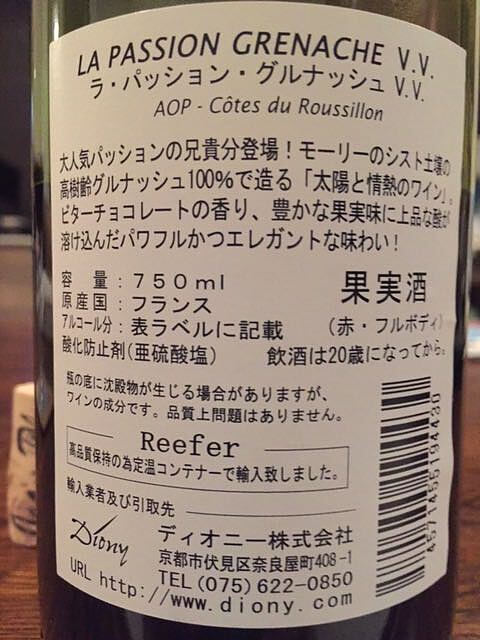 LA PASSION GRENACHE V.V.
ラ・パッション・グルナッシュ V.V.
AOP - Côtes du Roussillon
大人気パッションの兄貴分登場！モーリーのシスト土壌の
高樹齢グルナッシュ100%で造る「太陽と情熱のワイン」。
ビターチョコレートの香り、豊かな果実味に上品な酸が
溶け込んだパワフルかつエレガントな味わい！
容 量：750ml
原産国：フランス
アルコール分：表ラベルに記載
酸化防止剤(亜硫酸塩)
果実酒
(赤・フルボディ)
飲酒は20歳になってから。
瓶の底に沈殿物が生じる場合がありますが、
ワインの成分です。品質上問題はありません。
Reefer
高品質保持の為定温コンテナーで輸入致しました。
輸入業者及び引取先
Diony
ディオニー株式会社
京都市伏見区奈良屋町408-1
TEL (075) 622-0850
URL http://www.diony.com/
4571455194430